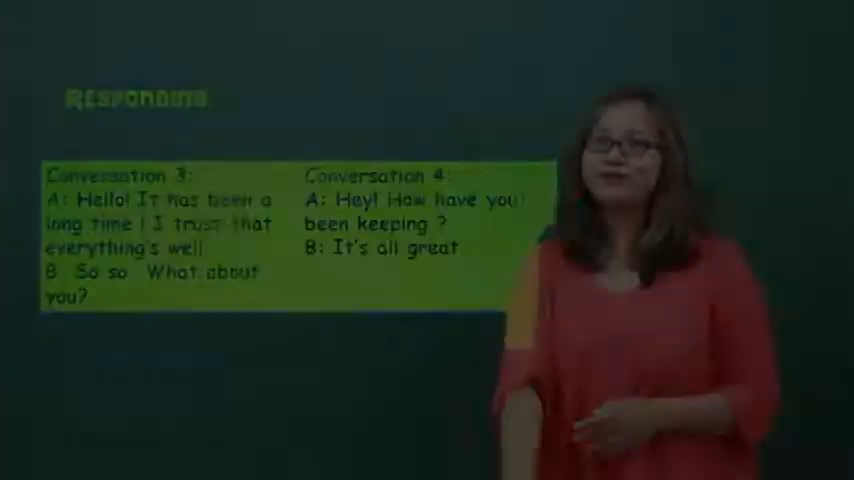 RESPONDING
Conversation 3:
A: Hello! It has been a
long time! I trust that
everything's well
B: So so. What about
you?
Conversation 4:
A: Hey! How have you
been keeping ?
B: It's all great